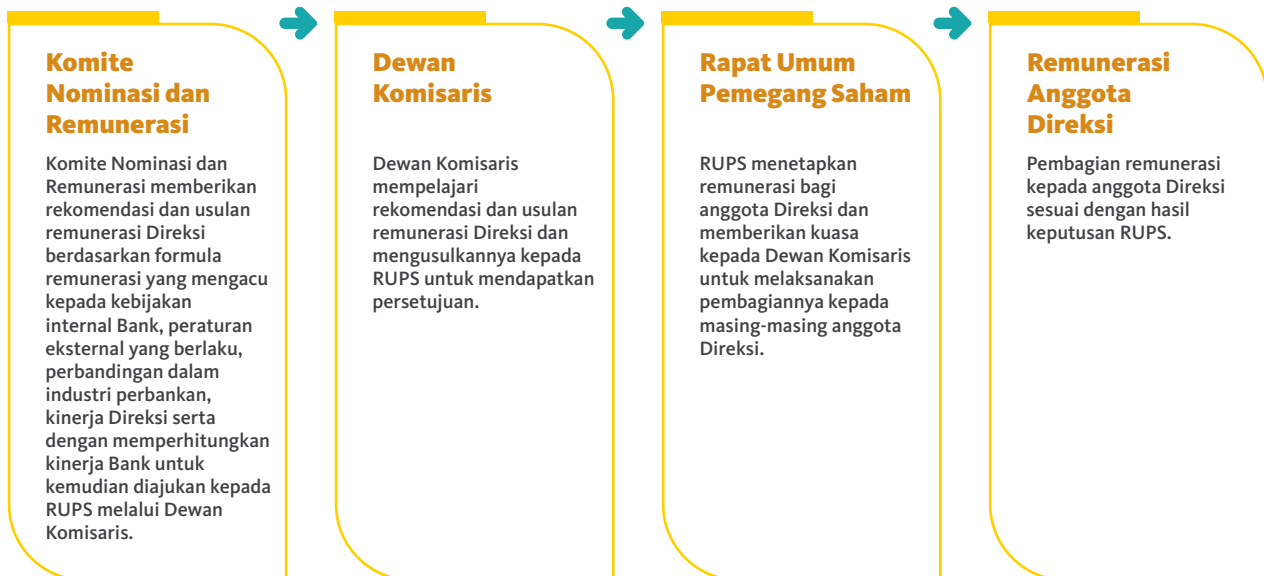 Komite
Nominasi dan
Remunerasi
Komite Nominasi dan
Remunerasi memberikan
rekomendasi dan usulan
remunerasi Direksi
berdasarkan formula
remunerasi yang mengacu
kepada kebijakan
internal Bank, peraturan
eksternal yang berlaku,
perbandingan dalam
industri perbankan,
kinerja Direksi serta
dengan memperhitungkan
kinerja Bank untuk
kemudian diajukan kepada
RUPS melalui Dewan
Komisaris.
Dewan
Komisaris
Dewan Komisaris
mempelajari
rekomendasi dan usulan
remunerasi Direksi dan
mengusulkannya kepada
RUPS untuk mendapatkan
persetujuan.
Rapat Umum
Pemegang Saham
RUPS menetapkan
remunerasi bagi
anggota Direksi dan
memberikan kuasa
kepada Dewan Komisaris
untuk melaksanakan
pembagiannya kepada
masing-masing anggota
Direksi.
Remunerasi
Anggota
Direksi
Pembagian remunerasi
kepada anggota Direksi
sesuai dengan hasil
keputusan RUPS.